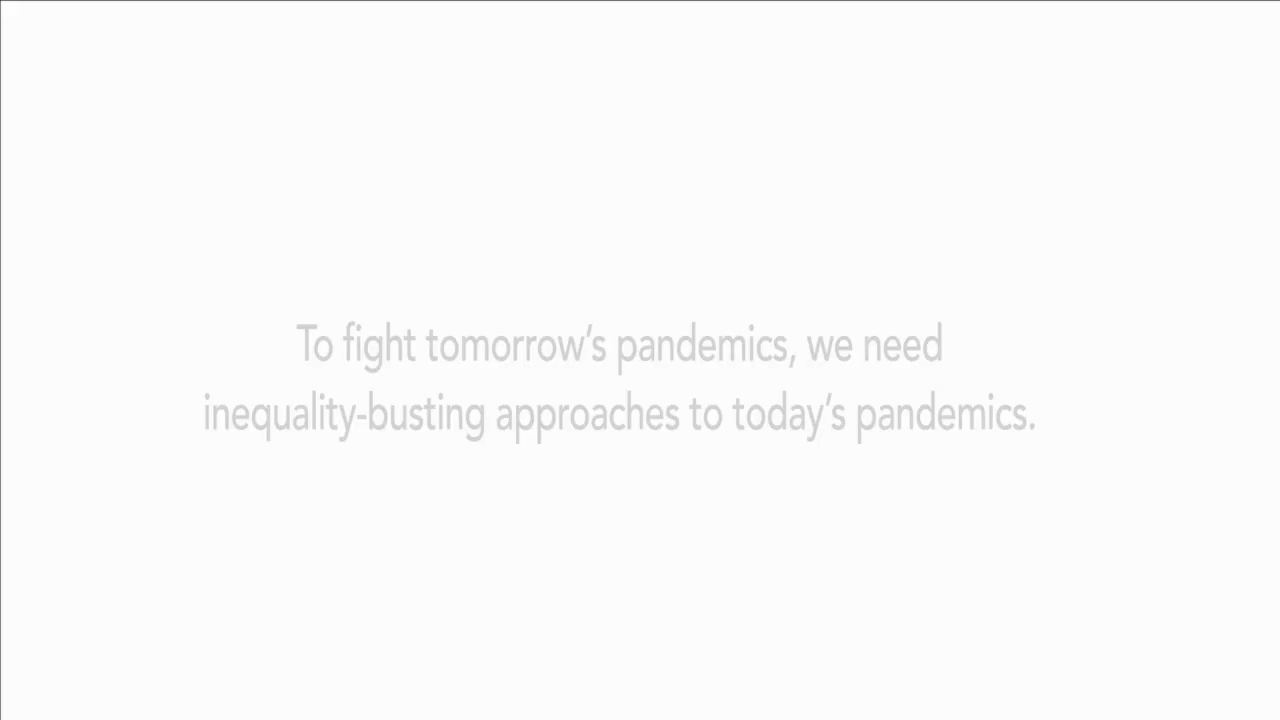 To fight tomorrow’s pandemics, we need
inequality-busting approaches to today’s pandemics.